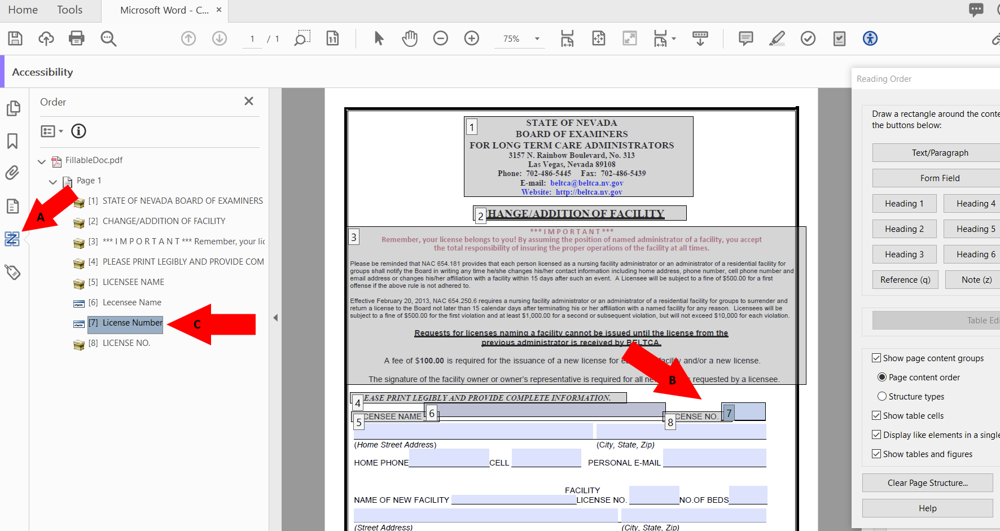 Home
Tools
Microsoft Word - C...
1 / 1
1:1
75%
Accessibility
Order
FillableDoc.pdf
Page 1
[1] STATE OF NEVADA BOARD OF EXAMINERS
[2] CHANGE/ADDITION OF FACILITY
[3] *** I M P O R T A N T *** Remember, your lic
[4] PLEASE PRINT LEGIBLY AND PROVIDE COM
[5] LICENSEE NAME
[6] Lecensee Name
[7] License Number
[8] LICENSE NO.
A
C
B
1
STATE OF NEVADA
BOARD OF EXAMINERS
FOR LONG TERM CARE ADMINISTRATORS
3157 N. Rainbow Boulevard, No. 313
Las Vegas, Nevada 89108
Phone: 702-486-5445 Fax: 702-486-5439
E-mail: beltca@beltca.nv.gov
Website: http://beltca.nv.gov
2 HANGE/ADDITION OF FACILITY
3
*** I M P O R T A N T ***
Remember, your license belongs to you! By assuming the position of named administrator of a facility, you accept
the total responsibility of insuring the proper operations of the facility at all times.
Please be reminded that NAC 654.181 provides that each person licensed as a nursing facility administrator or an administrator of a residential facility for
groups shall notify the Board in writing any time he/she changes his/her contact information including home address, phone number, cell phone number and
email address or changes his/her affiliation with a facility within 15 days after such an event. A Licensee will be subject to a fine of $500.00 for a first
offense if the above rule is not adhered to.
Effective February 20, 2013, NAC 654.250.6 requires a nursing facility administrator or an administrator of a residential facility for groups to surrender and
return a license to the Board not later than 15 calendar days after terminating his or her affiliation with a named facility for any reason. Licensees will be
subject to a fine of $500.00 for the first violation and at least $1,000.00 for a second or subsequent violation, but will not exceed $10,000 for each violation.
Requests for licenses naming a facility cannot be issued until the license from the
previous administrator is received by BELTCA.
A fee of $100.00 is required for the issuance of a new license for facility and/or a new license.
The signature of the facility owner or owner's representative is required for all requested by a licensee.
4 EASE PRINT LEGIBLY AND PROVIDE COMPLETE INFORMATION.
5 CENSEE NAME 6 8 CENSE NO. 7
(Home Street Address) (City, State, Zip)
HOME PHONE CELL PERSONAL E-MAIL
FACILITY
NAME OF NEW FACILITY LICENSE NO. NO.OF BEDS
(Street Address) (City, State, Zip)
Reading Order
Draw a rectangle around the conte
the buttons below:
Text/Paragraph
Form Field
Heading 1 Heading 4
Heading 2 Heading 5
Heading 3 Heading 6
Reference (q) Note (z)
Table Edi
Show page content groups
Page content order
Structure types
Show table cells
Display like elements in a single
Show tables and figures
Clear Page Structure...
Help